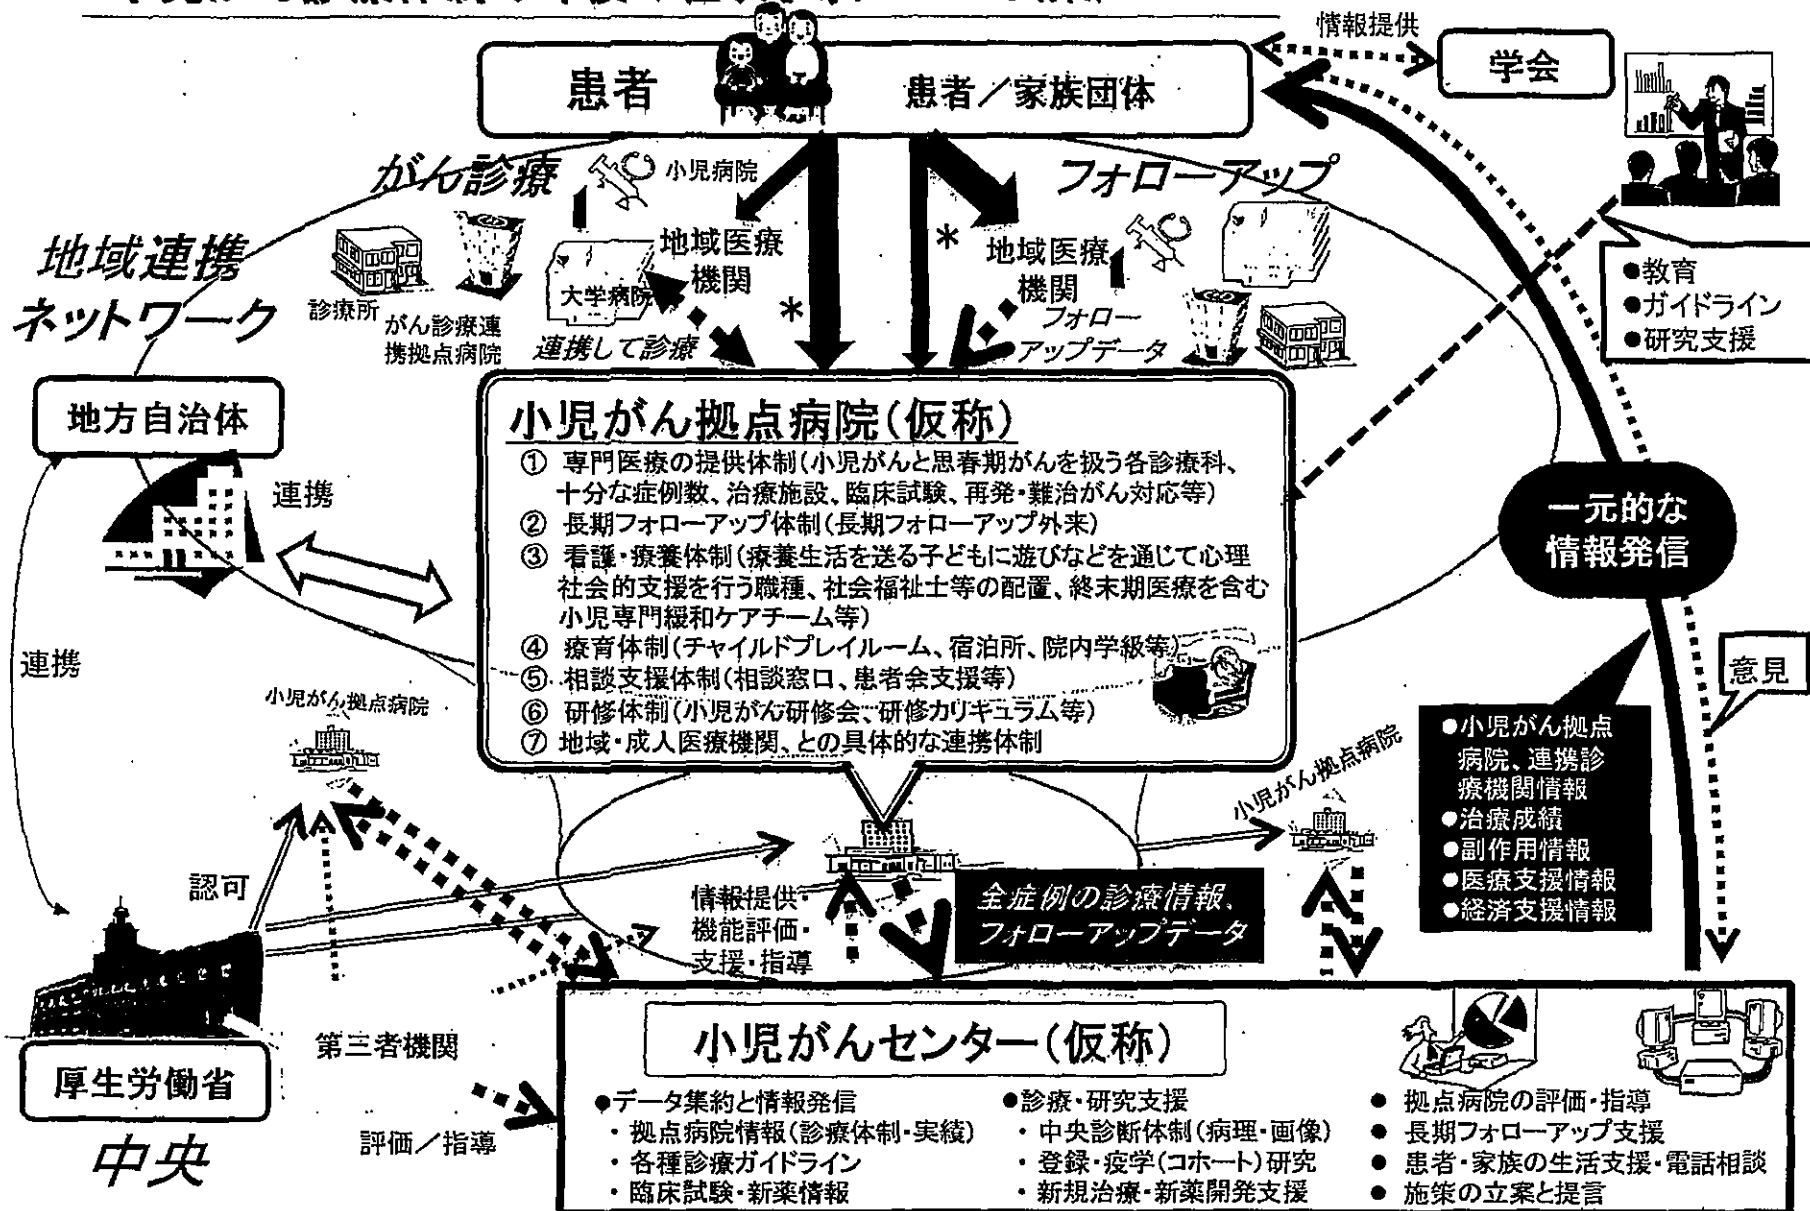 情報提供
患者
患者／家族団体
学会
がん診療
小児病院
フォローアップ
地域連携
ネットワーク
診療所
がん診療連
携拠点病院
大学病院
地域医療
機関
連携して診療
*
*
地域医療
機関
フォロー
アップデータ
●教育
●ガイドライン
●研究支援
地方自治体
連携
小児がん拠点病院(仮称)
① 専門医療の提供体制(小児がんと思春期がんを扱う各診療科、
十分な症例数、治療施設、臨床試験、再発・難治がん対応等)
② 長期フォローアップ体制(長期フォローアップ外来)
③ 看護・療養体制(療養生活を送る子どもに遊びなどを通じて心理
社会的支援を行う職種、社会福祉士等の配置、終末期医療を含む
小児専門緩和ケアチーム等)
④ 療育体制(チャイルドプレイルーム、宿泊所、院内学級等)
⑤ 相談支援体制(相談窓口、患者会支援等)
⑥ 研修体制(小児がん研修会、研修カリキュラム等)
⑦ 地域・成人医療機関、との具体的な連携体制
一元的な
情報発信
連携
意見
小児がん拠点病院
小児がん拠点病院
●小児がん拠点
病院、連携診
療機関情報
●治療成績
●副作用情報
●医療支援情報
●経済支援情報
認可
情報提供・
機能評価・
支援・指導
全症例の診療情報、
フォローアップデータ
厚生労働省
中央
第三者機関
評価／指導
小児がんセンター(仮称)
●データ集約と情報発信
・拠点病院情報(診療体制・実績)
・各種診療ガイドライン
・臨床試験・新薬情報
●診療・研究支援
・中央診断体制(病理・画像)
・登録・疫学(コホート)研究
・新規治療・新薬開発支援
● 拠点病院の評価・指導
● 長期フォローアップ支援
● 患者・家族の生活支援・電話相談
● 施策の立案と提言